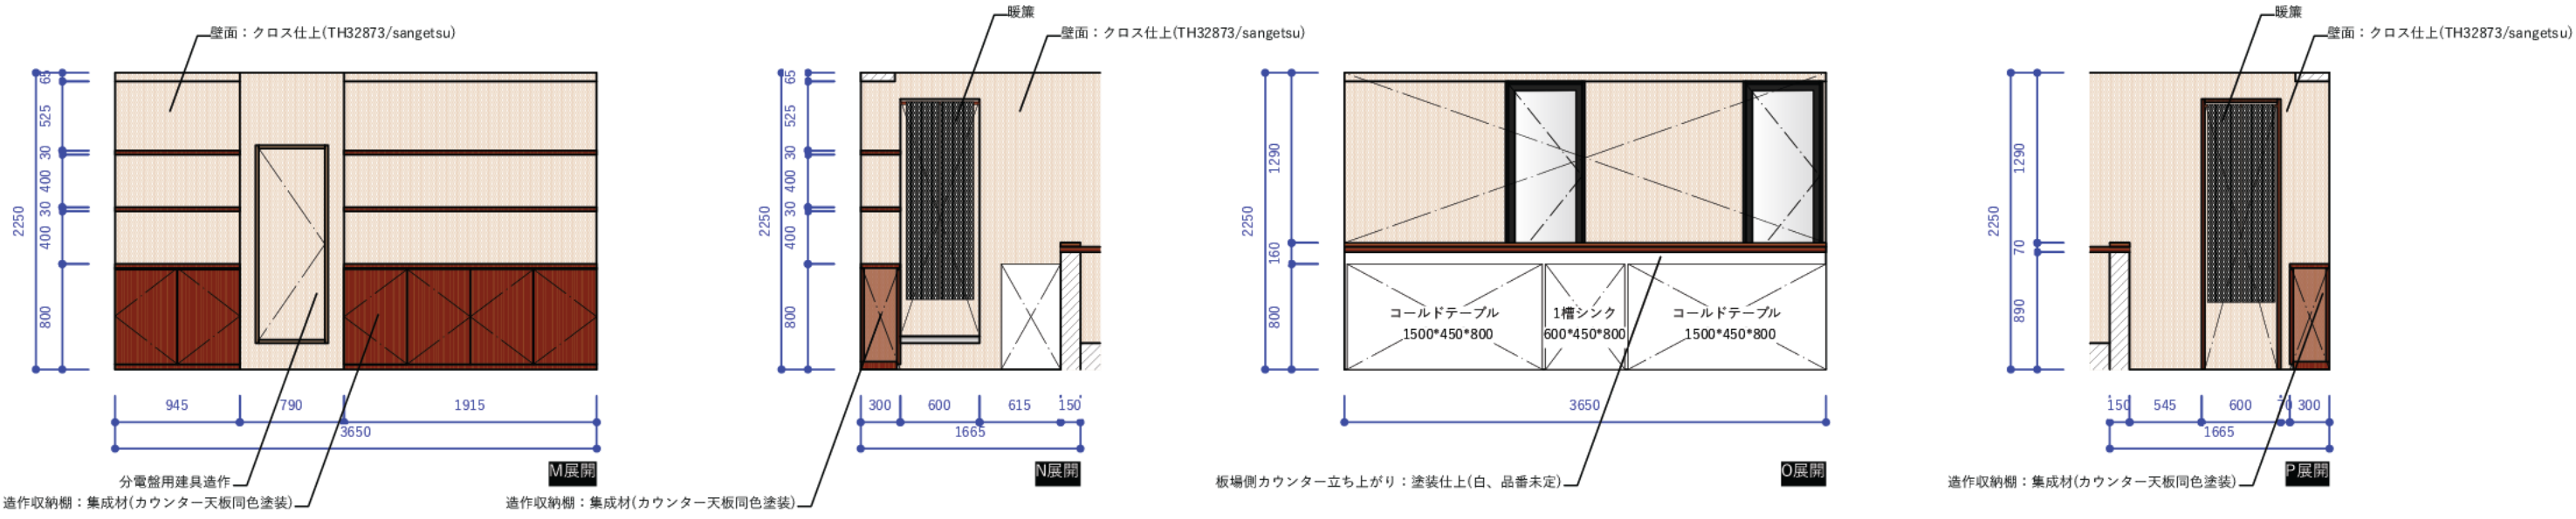 壁面：クロス仕上(TH32873/sangetsu)
65
525
30
400
30
400
800
2250
945
790
1915
3650
分電盤用建具造作
造作収納棚：集成材(カウンター天板同色塗装)
M展開
暖簾
壁面：クロス仕上(TH32873/sangetsu)
65
525
30
400
30
400
800
2250
300
600
615
150
1665
造作収納棚：集成材(カウンター天板同色塗装)
N展開
1290
160
800
2250
コールドテーブル
1500*450*800
1槽シンク
600*450*800
コールドテーブル
1500*450*800
3650
板場側カウンター立ち上がり：塗装仕上(白、品番未定)
O展開
暖簾
壁面：クロス仕上(TH32873/sangetsu)
1290
70
890
2250
150
545
600
70
300
1665
造作収納棚：集成材(カウンター天板同色塗装)
P展開